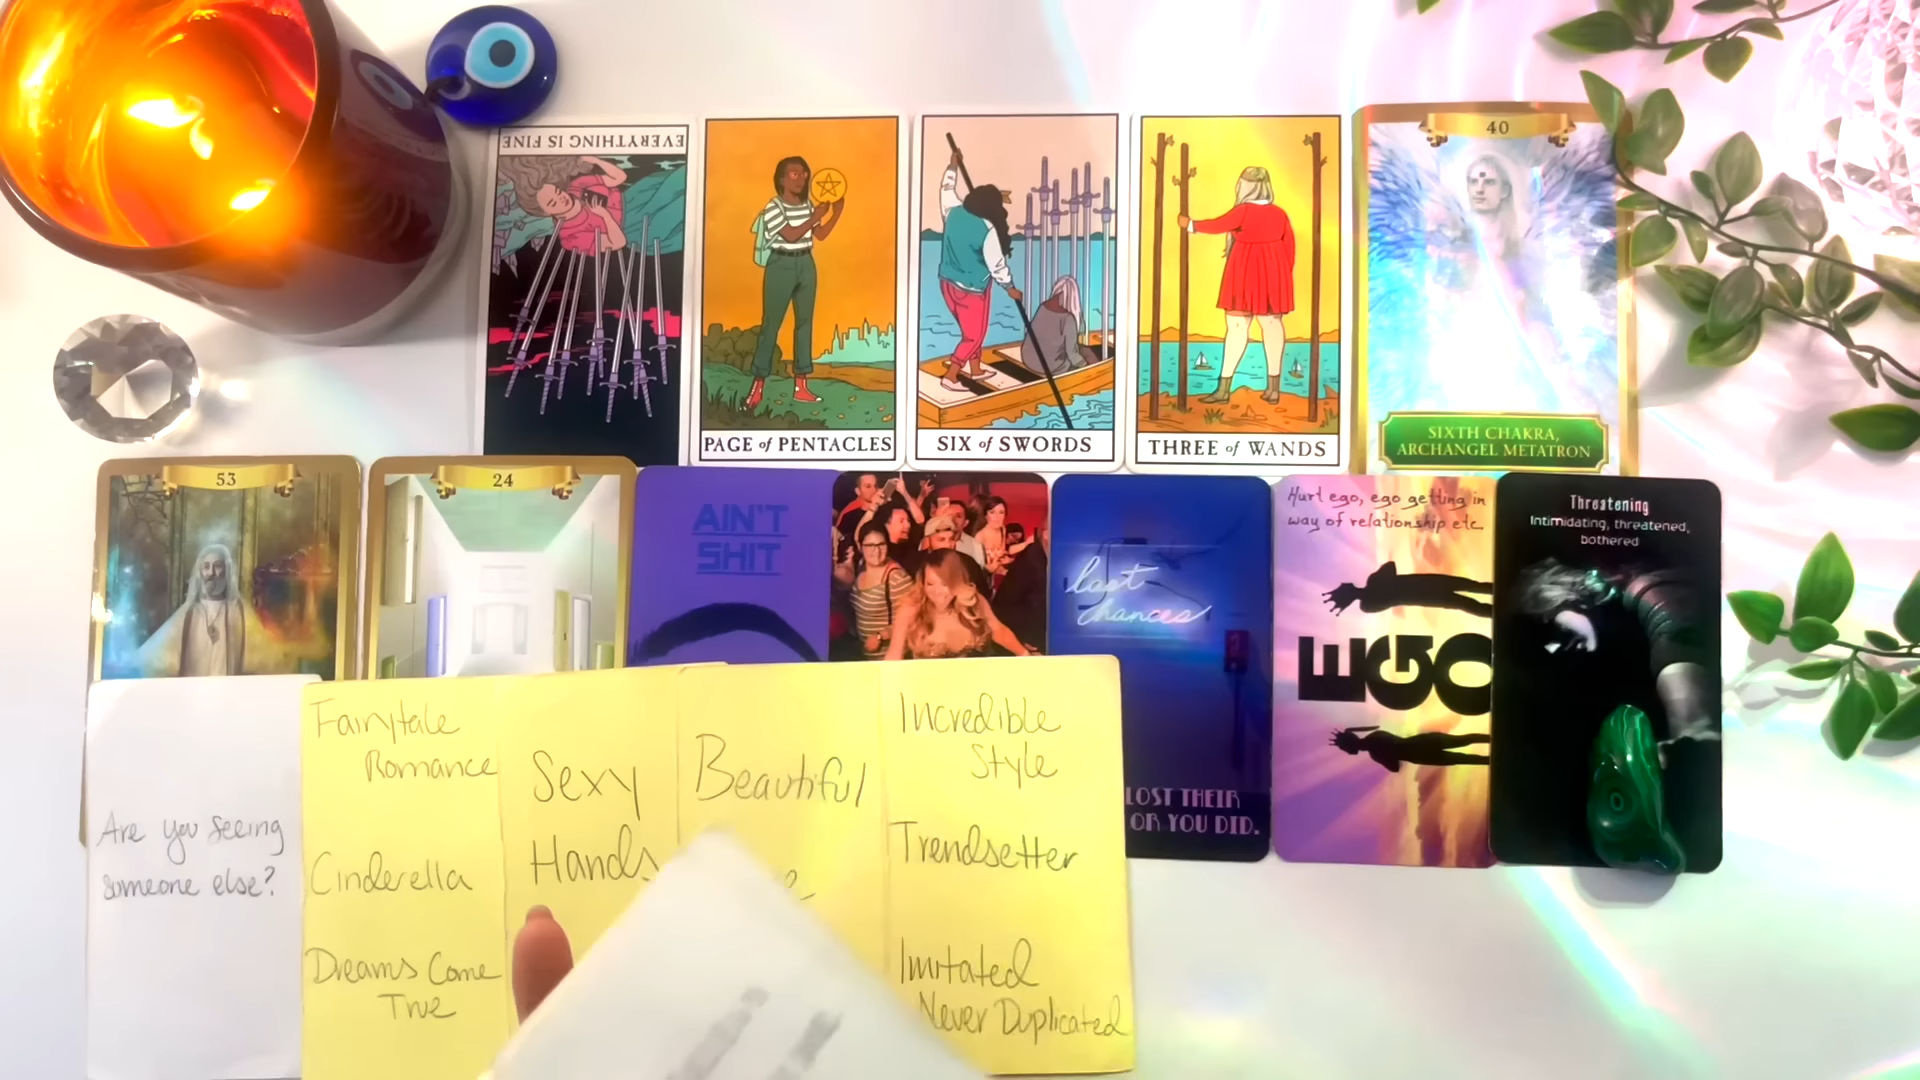 EVERYTHING IS FINE
PAGE of PENTACLES
SIX of SWORDS
THREE of WANDS
40
SIXTH CHAKRA,
ARCHANGEL METATRON
53
24
AIN'T
SHIT
last
chances
LOST THEIR
OR YOU DID.
Hurt ego, ego getting in
way of relationship etc
EGO
Threatening
Intimidating, threatened,
bothered
Are you seeing
someone else?
Fairytale
Romance
Cinderella
Dreams Come
True
Sexy
Hands
Beautiful
Incredible
Style
Trendsetter
Imitated
Never Duplicated